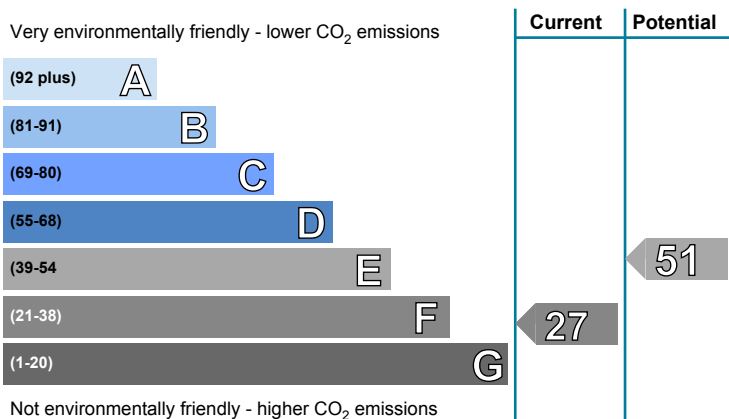 Current Potential
Very environmentally friendly - lower CO2 emissions
(92 plus) A
(81-91) B
(69-80) C
(55-68) D
(39-54 E
51
(21-38) F
27
(1-20) G
Not environmentally friendly - higher CO2 emissions